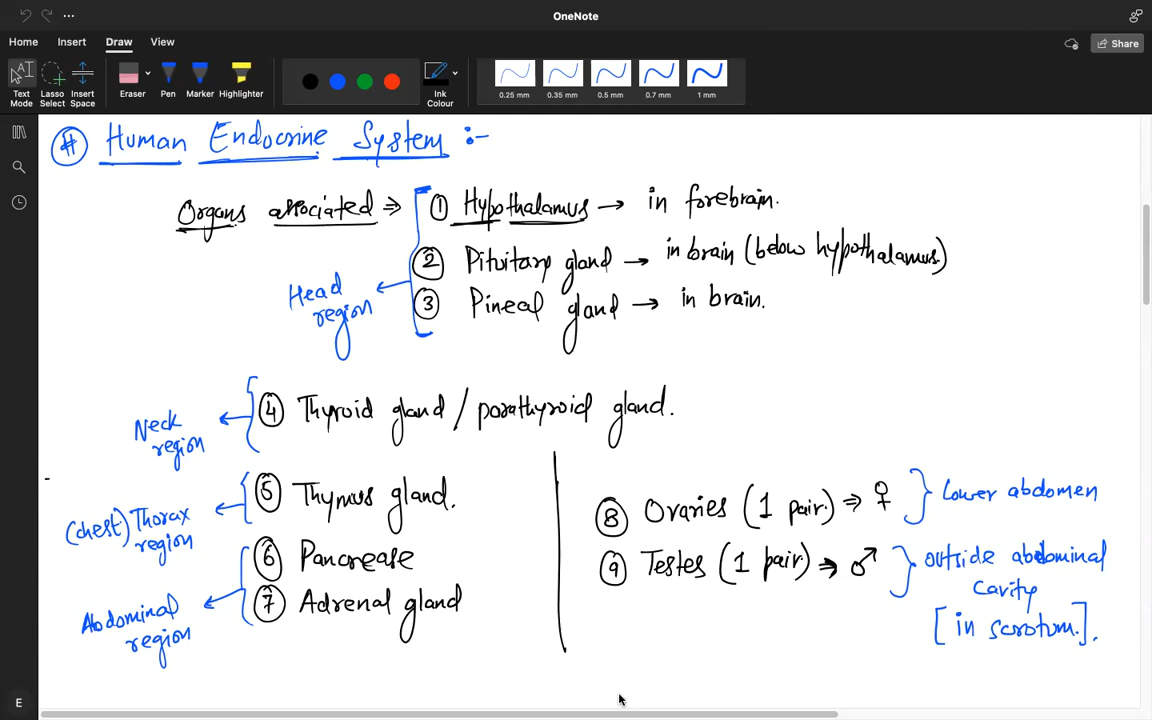 OneNote
Home Insert Draw View
Share
Text Mode
Lasso Select
Insert Space
Eraser
Pen
Marker
Highlighter
Ink Colour
0.25 mm
0.35 mm
0.5 mm
0.7 mm
1 mm
# Human Endocrine System :-
Organs associated ⇒ ① Hypothalamus → in forebrain.
② Pituitary gland → in brain (below hypothalamus)
③ Pineal gland → in brain.
Head region
④ Thyroid gland / parathyroid gland.
Neck region
⑤ Thymus gland.
(chest) Thorax region
⑥ Pancrease
⑦ Adrenal gland
Abdominal region
⑧ Ovaries (1 pair) ⇒ ♀ } lower abdomen
⑨ Testes (1 pair) ⇒ ♂ } outside abdominal cavity
[in scrotum].
E